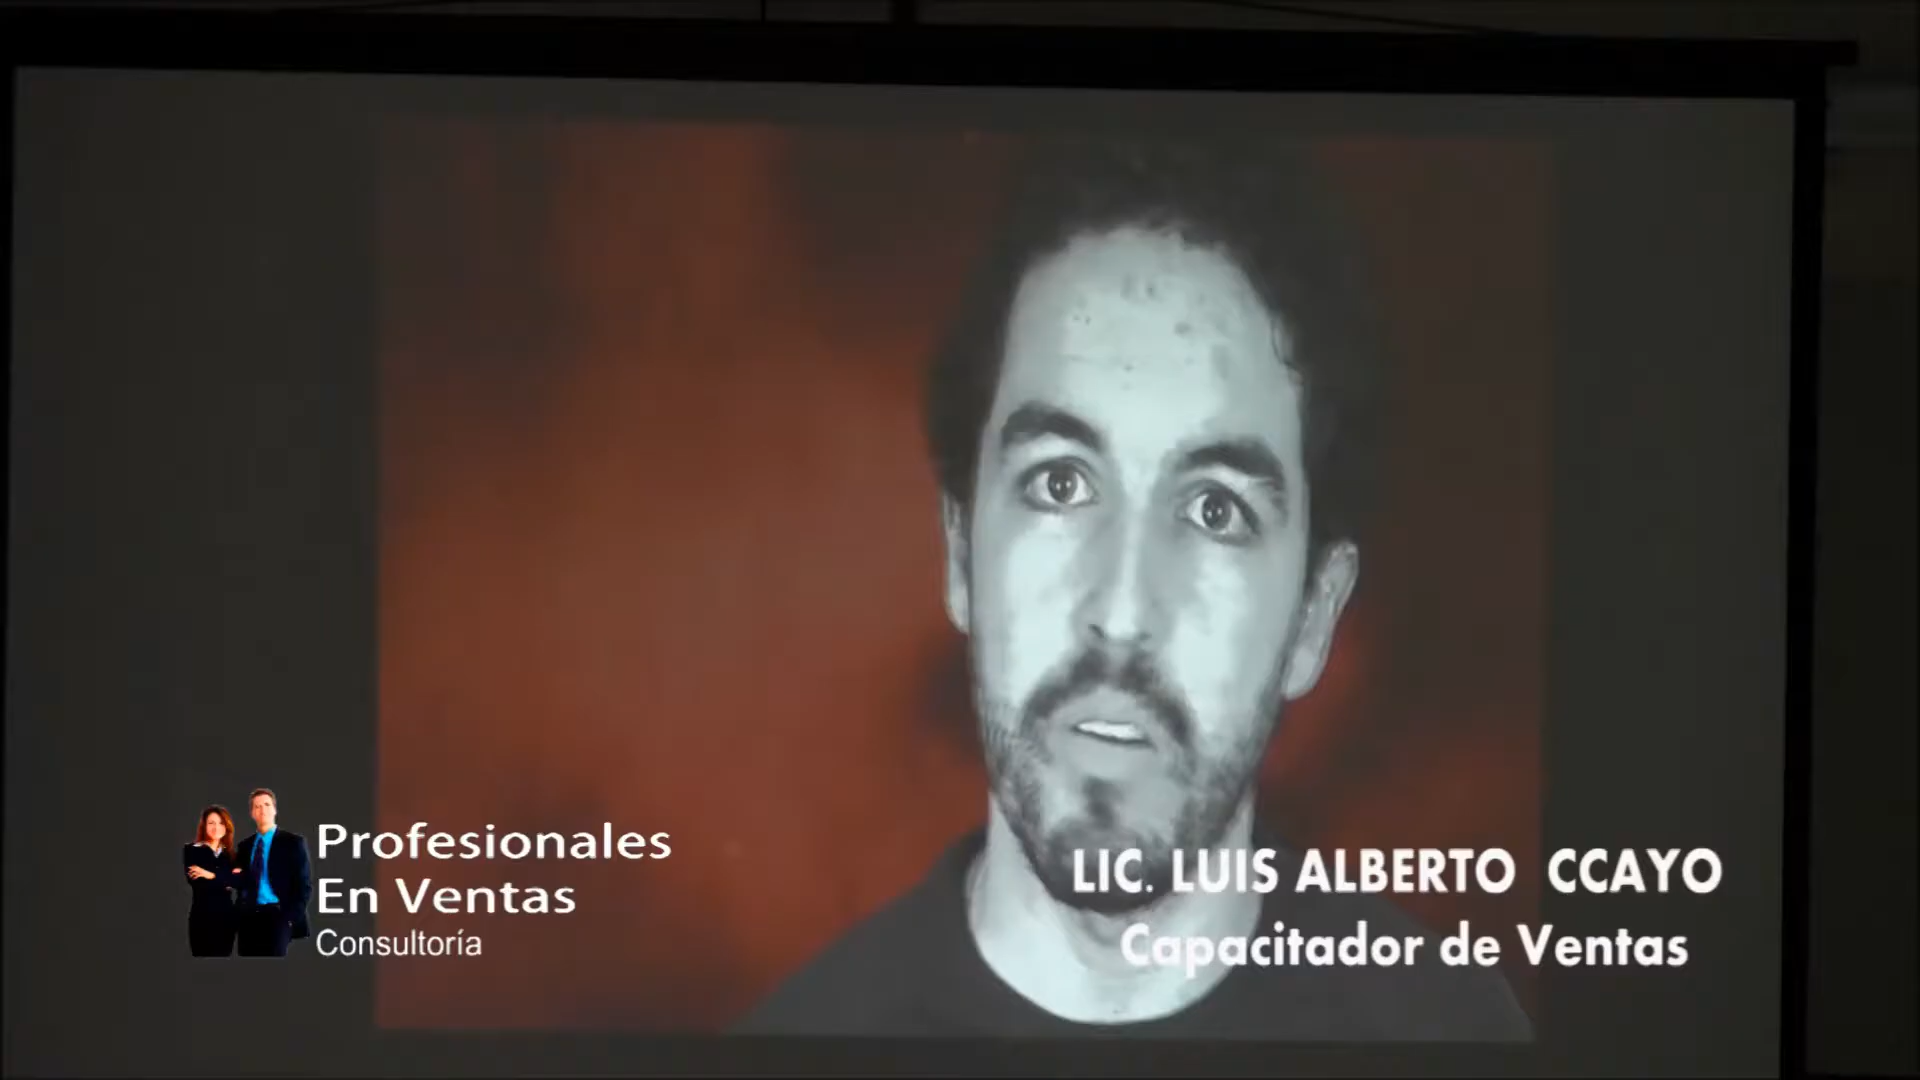 Profesionales
En Ventas
Consultoría
LIC. LUIS ALBERTO CCAYO
Capacitador de Ventas